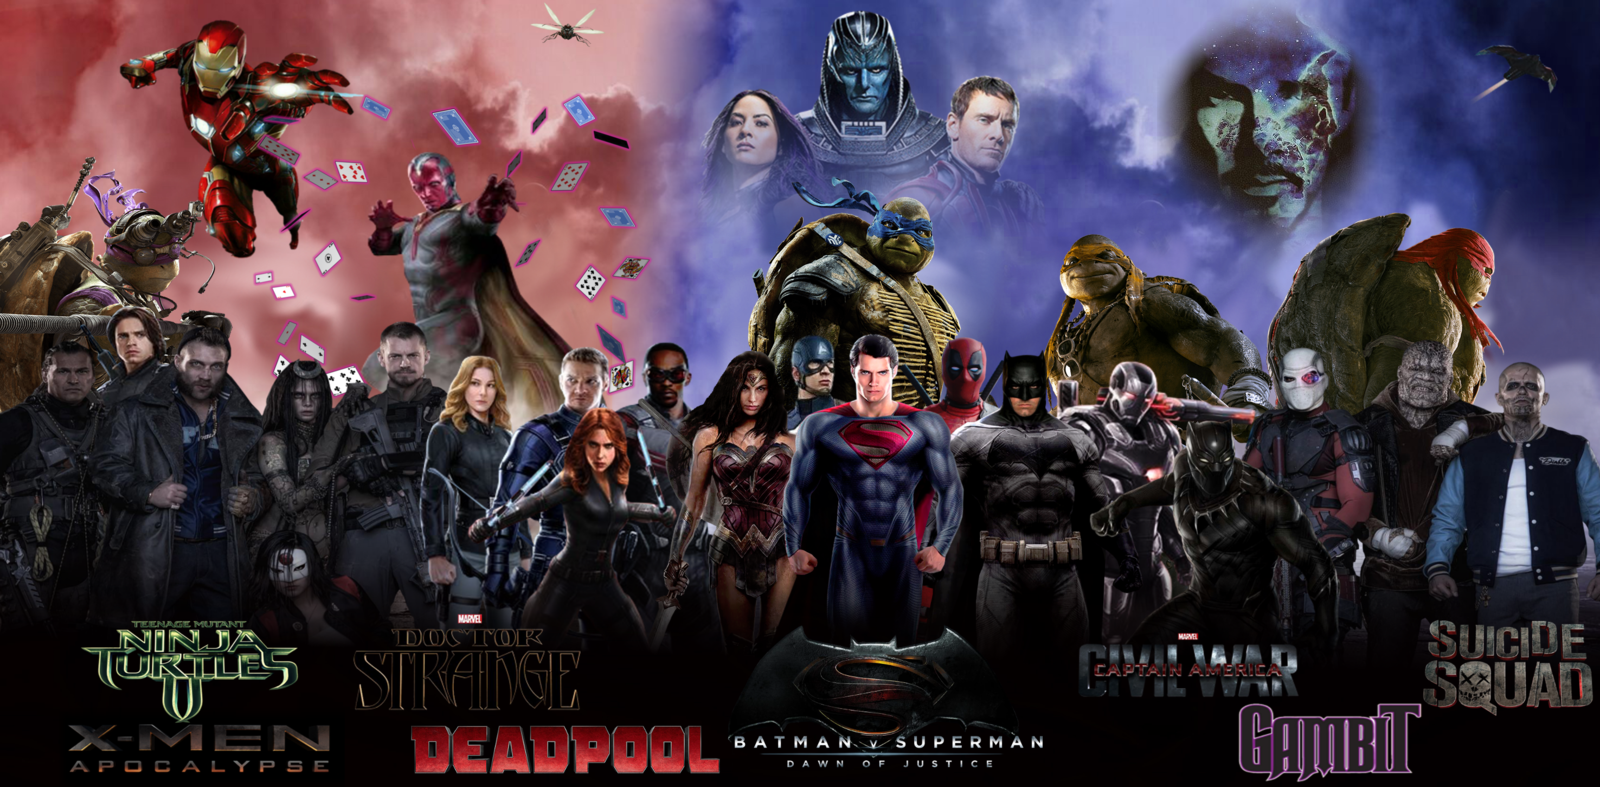 TEENAGE MUTANT
NINJA
TURTLES
MARVEL
DOCTOR
STRANGE
X-MEN
APOCALYPSE
DEADPOOL
BATMAN v SUPERMAN
DAWN OF JUSTICE
MARVEL
CAPTAIN AMERICA
CIVIL WAR
SUICIDE
SQUAD
GAMBIT